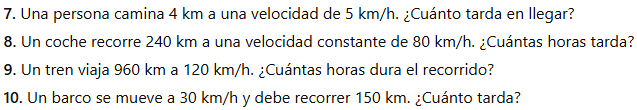 7. Una persona camina 4 km a una velocidad de 5 km/h. ¿Cuánto tarda en llegar?
8. Un coche recorre 240 km a una velocidad constante de 80 km/h. ¿Cuántas horas tarda?
9. Un tren viaja 960 km a 120 km/h. ¿Cuántas horas dura el recorrido?
10. Un barco se mueve a 30 km/h y debe recorrer 150 km. ¿Cuánto tarda?